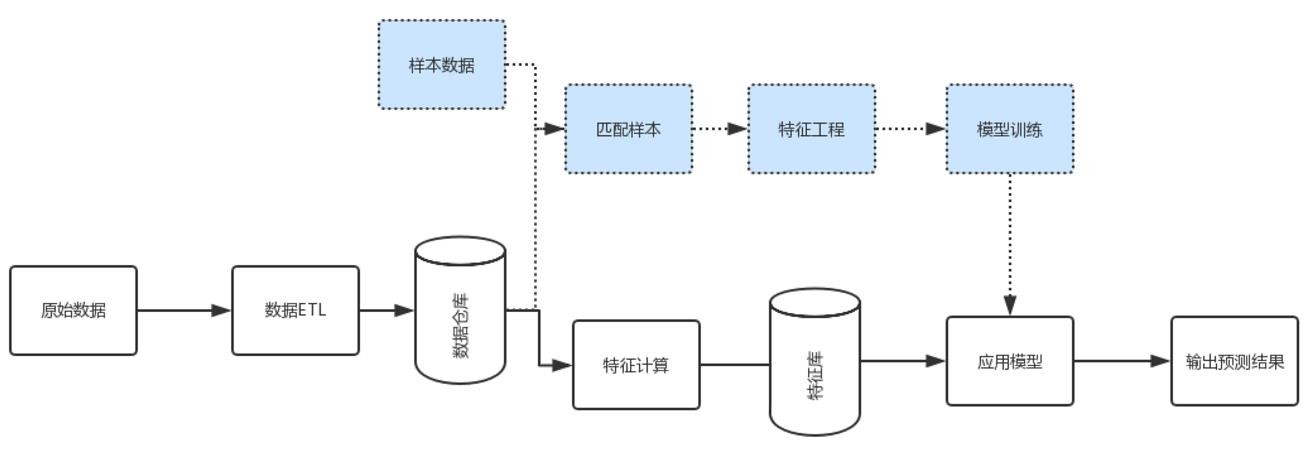 样本数据
匹配样本
特征工程
模型训练
原始数据
数据ETL
数据仓库
特征计算
特征库
应用模型
输出预测结果